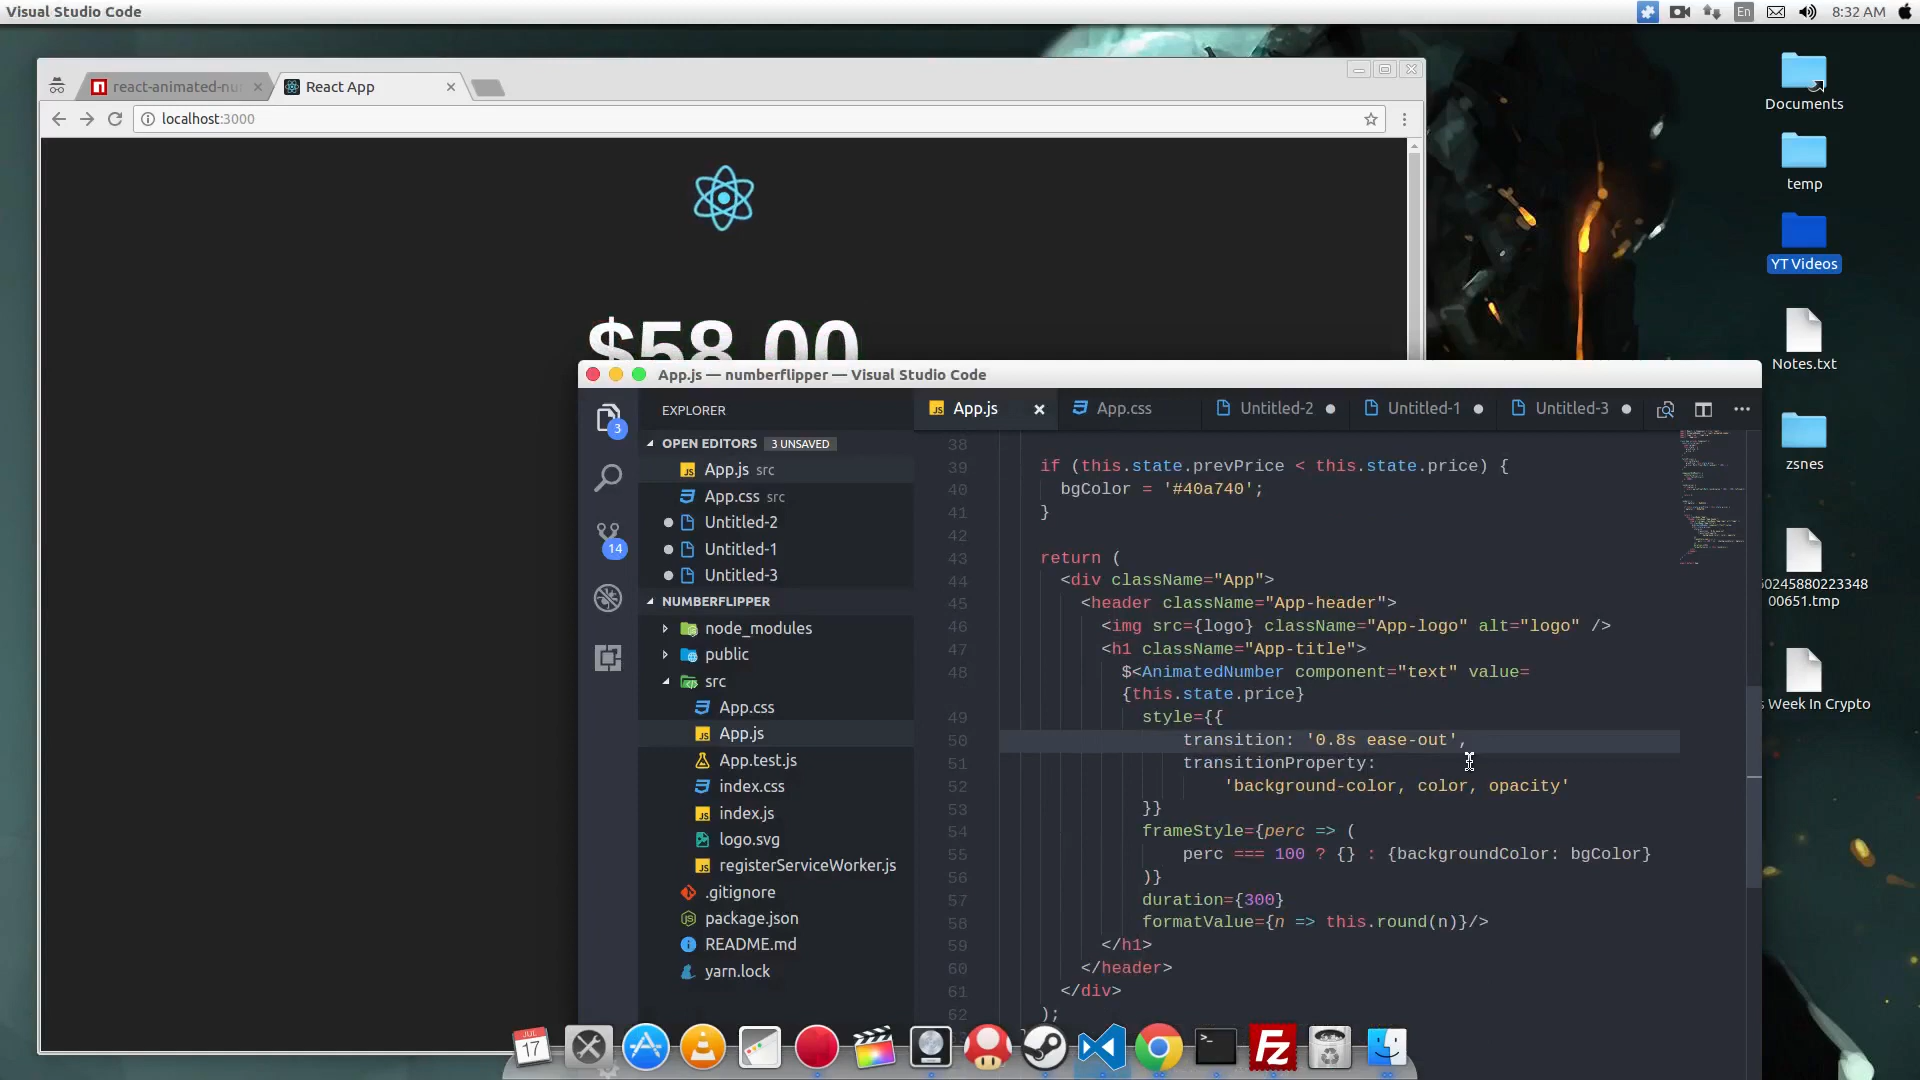 Visual Studio Code
En
8:32 AM
react-animated-nu
React App
localhost:3000
$58.00
Documents
temp
YT Videos
Notes.txt
zsnes
60245880223348
00651.tmp
s Week In Crypto
App.js — numberflipper — Visual Studio Code
EXPLORER
App.js
App.css
Untitled-2
Untitled-1
Untitled-3
3
14
OPEN EDITORS 3 UNSAVED
App.js src
App.css src
Untitled-2
Untitled-1
Untitled-3
NUMBERFLIPPER
node_modules
public
src
App.css
App.js
App.test.js
index.css
index.js
logo.svg
registerServiceWorker.js
.gitignore
package.json
README.md
yarn.lock
38
39 if (this.state.prevPrice < this.state.price) {
40 bgColor = '#40a740';
41 }
42
43 return (
44 <div className="App">
45 <header className="App-header">
46 <img src={logo} className="App-logo" alt="logo" />
47 <h1 className="App-title">
48 $<AnimatedNumber component="text" value=
{this.state.price}
49 style={{
50 transition: '0.8s ease-out',
51 transitionProperty:
52 'background-color, color, opacity'
53 }}
54 frameStyle={perc => (
55 perc === 100 ? {} : {backgroundColor: bgColor}
56 )}
57 duration={300}
58 formatValue={n => this.round(n)}/>
59 </h1>
60 </header>
61 </div>
62 );
JUL
17
Fz